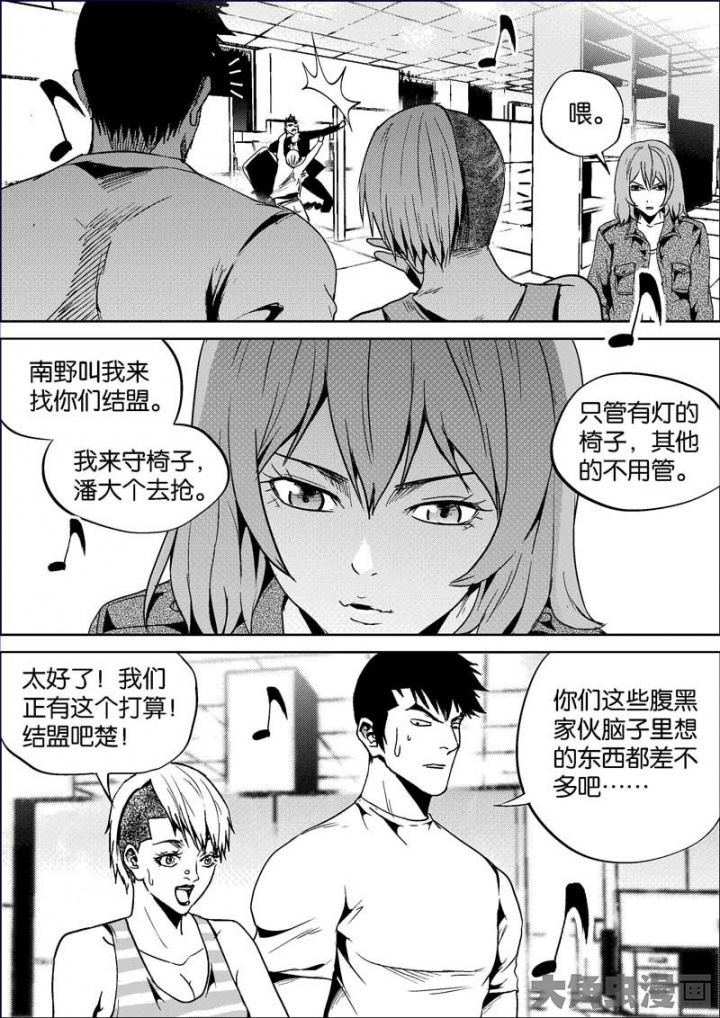 喂。
南野叫我来
找你们结盟。
我来守椅子，
潘大个去抢。
只管有灯的
椅子，其他
的不用管。
太好了！我们
正有这个打算！
结盟吧楚！
你们这些腹黑
家伙脑子里想
的东西都差不
多吧……
大角虫漫画